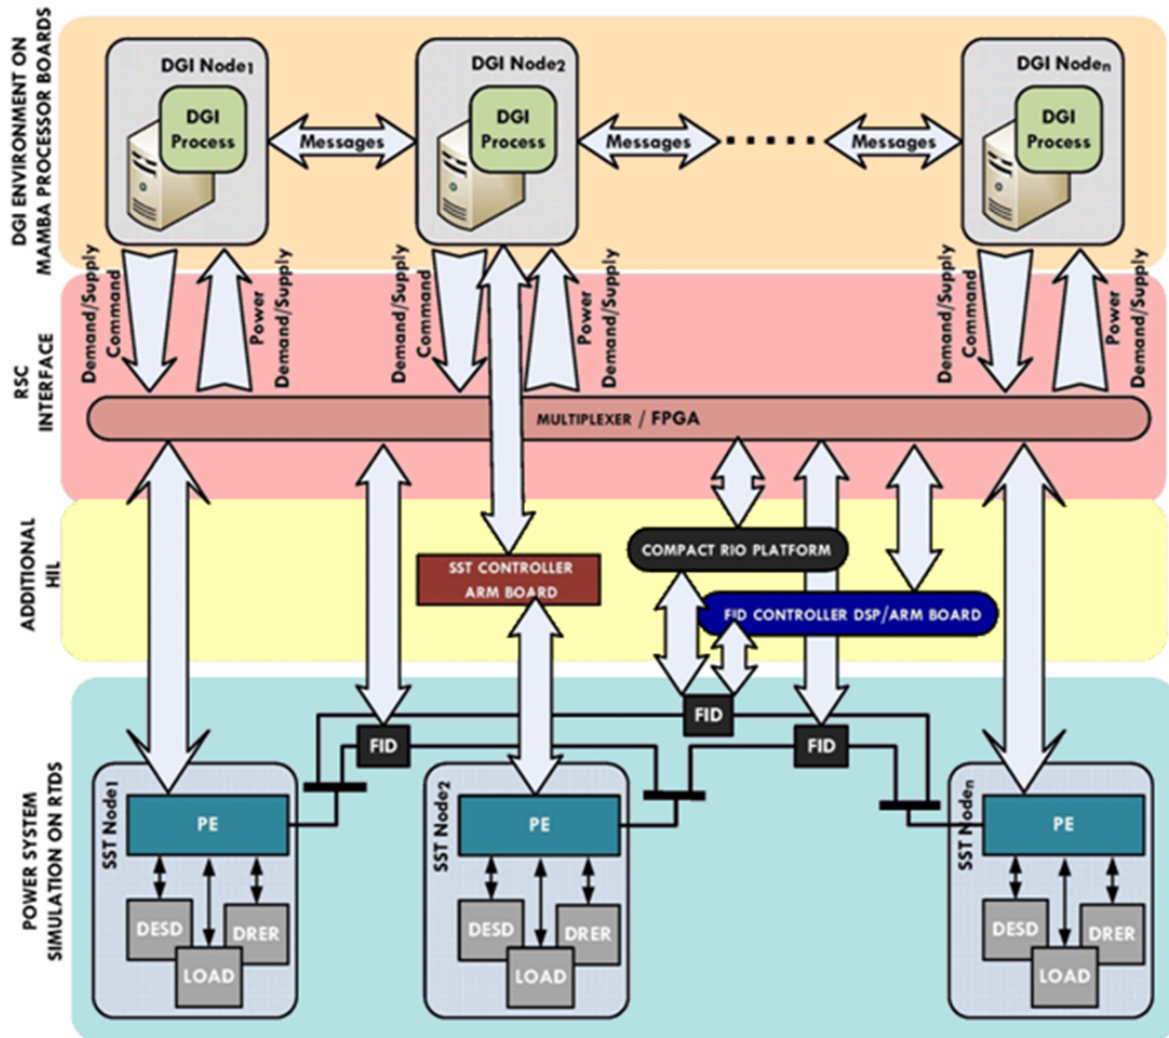 DGI ENVIRONMENT ON
MAMBA PROCESSOR BOARDS
DGI Node1
DGI
Process
Messages
DGI Node2
DGI
Process
Messages
Messages
DGI Noden
DGI
Process
RSC
INTERFACE
Demand/Supply
Command
Power
Demand/Supply
Demand/Supply
Command
Power
Demand/Supply
Demand/Supply
Command
Power
Demand/Supply
MULTIPLEXER / FPGA
ADDITIONAL
HIL
SST CONTROLLER
ARM BOARD
COMPACT RIO PLATFORM
FID CONTROLLER DSP/ARM BOARD
POWER SYSTEM
SIMULATION ON RTDS
FID
FID
FID
SST Node1
PE
DESD
DRER
LOAD
SST Node2
PE
DESD
DRER
LOAD
SST Noden
PE
DESD
DRER
LOAD